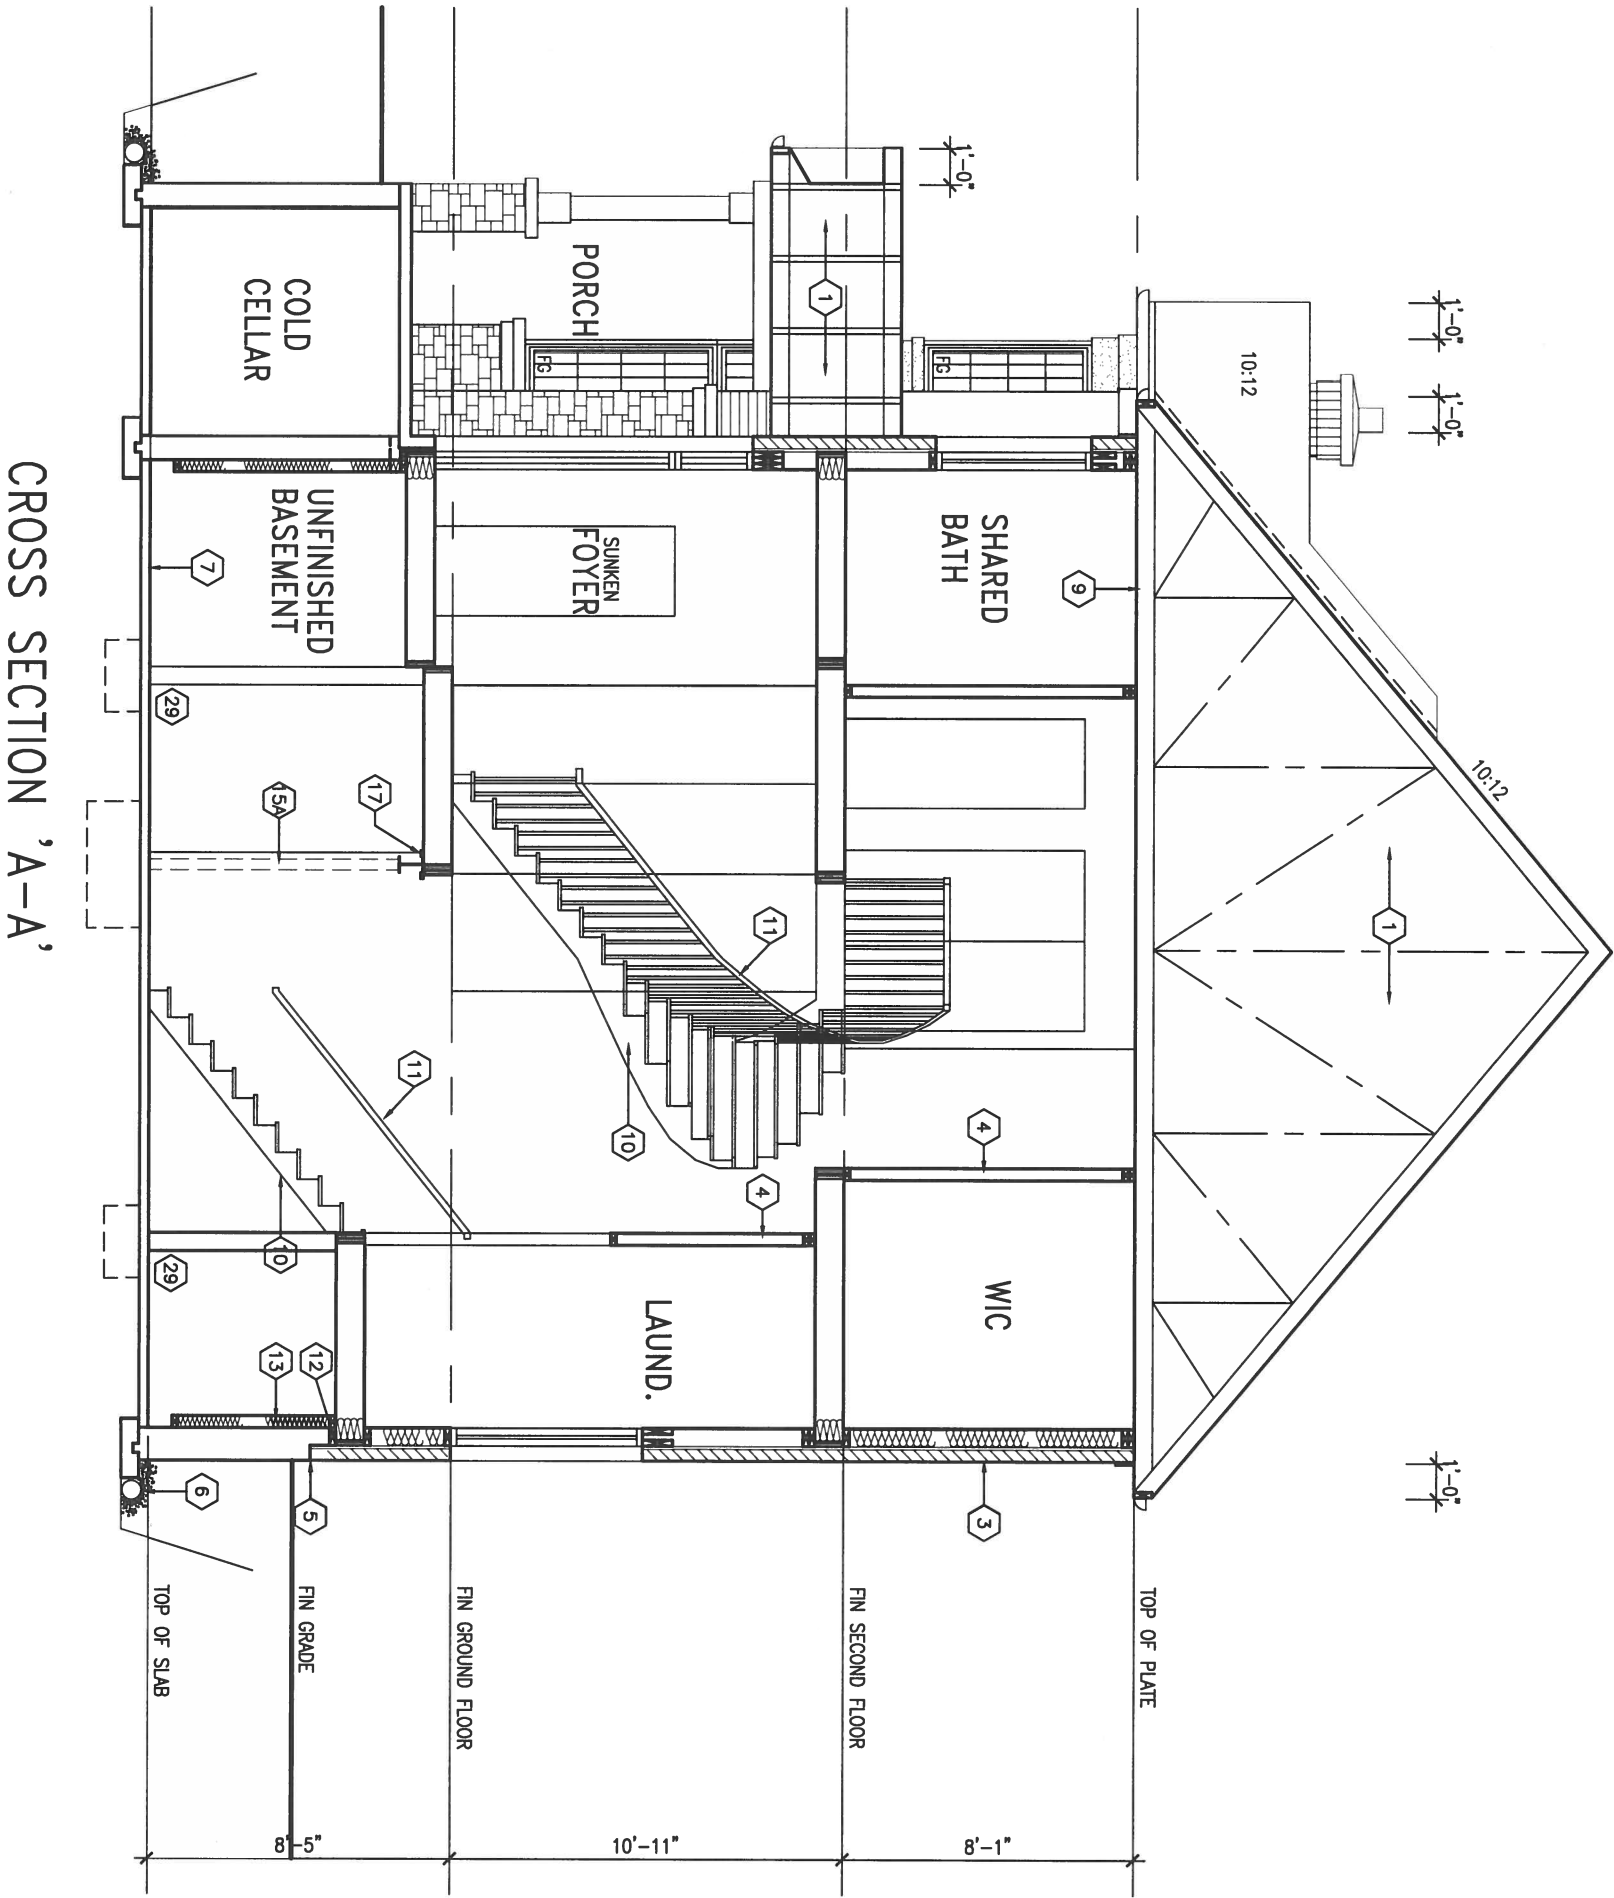 1'-0"
1'-0"
1'-0"
1'-0"
10:12
10:12
1
9
SHARED
BATH
4
WIC
3
TOP OF PLATE
8'-1"
1
FG
FIN SECOND FLOOR
PORCH
FG
SUNKEN
FOYER
11
10
4
LAUND.
10'-11"
FIN GROUND FLOOR
COLD
CELLAR
UNFINISHED
BASEMENT
7
29
15A
17
11
10
29
13
12
5
6
FIN GRADE
8'-5"
TOP OF SLAB
CROSS SECTION 'A-A'